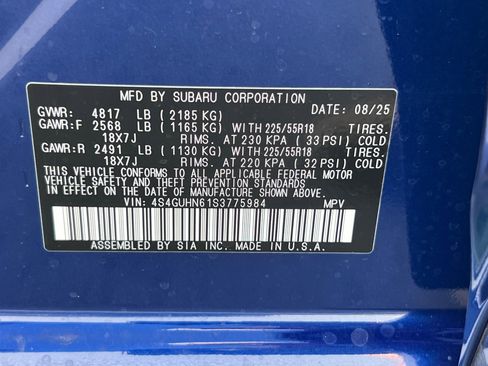 MFD BY SUBARU CORPORATION
GVWR: 4817 LB (2185 KG) DATE: 08/25
GAWR:F 2568 LB (1165 KG) WITH 225/55R18 TIRES.
18X7J RIMS. AT 230 KPA (33 PSI) COLD
GAWR:R 2491 LB (1130 KG) WITH 225/55R18 TIRES.
18X7J RIMS. AT 220 KPA (32 PSI) COLD
THIS VEHICLE CONFORMS TO ALL APPLICABLE FEDERAL MOTOR
VEHICLE SAFETY AND THEFT PREVENTION STANDARDS
IN EFFECT ON THE DATE OF MANUFACTURE SHOWN ABOVE.
VIN: 4S4GUHN61S3775984 MPV
ASSEMBLED BY SIA INC. MADE IN U.S.A.